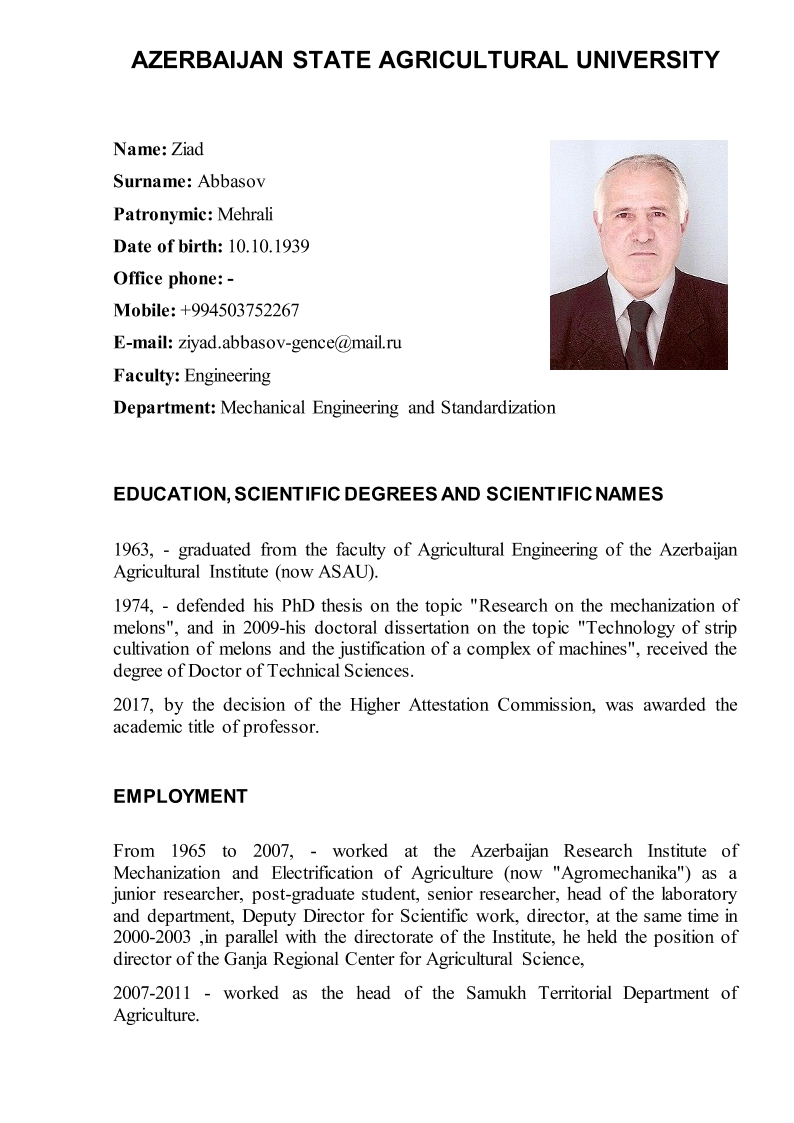 AZERBAIJAN STATE AGRICULTURAL UNIVERSITY
Name: Ziad
Surname: Abbasov
Patronymic: Mehrali
Date of birth: 10.10.1939
Office phone: -
Mobile: +994503752267
E-mail: ziyad.abbasov-gence@mail.ru
Faculty: Engineering
Department: Mechanical Engineering and Standardization
EDUCATION, SCIENTIFIC DEGREES AND SCIENTIFIC NAMES
1963, - graduated from the faculty of Agricultural Engineering of the Azerbaijan
Agricultural Institute (now ASAU).
1974, - defended his PhD thesis on the topic "Research on the mechanization of
melons", and in 2009-his doctoral dissertation on the topic "Technology of strip
cultivation of melons and the justification of a complex of machines", received the
degree of Doctor of Technical Sciences.
2017, by the decision of the Higher Attestation Commission, was awarded the
academic title of professor.
EMPLOYMENT
From 1965 to 2007, - worked at the Azerbaijan Research Institute of
Mechanization and Electrification of Agriculture (now "Agromechanika") as a
junior researcher, post-graduate student, senior researcher, head of the laboratory
and department, Deputy Director for Scientific work, director, at the same time in
2000-2003 ,in parallel with the directorate of the Institute, he held the position of
director of the Ganja Regional Center for Agricultural Science,
2007-2011 - worked as the head of the Samukh Territorial Department of
Agriculture.